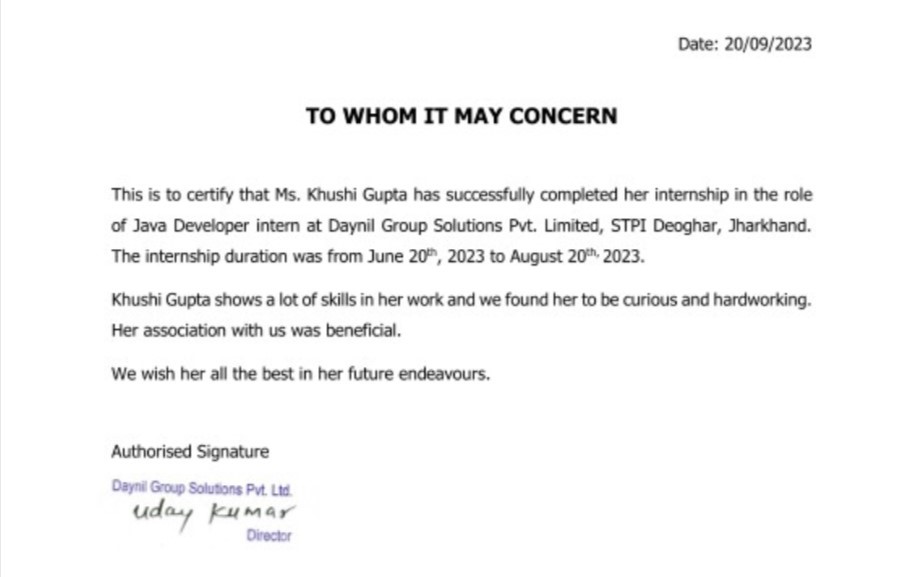 Date: 20/09/2023
TO WHOM IT MAY CONCERN
This is to certify that Ms. Khushi Gupta has successfully completed her internship in the role
of Java Developer intern at Daynil Group Solutions Pvt. Limited, STPI Deoghar, Jharkhand.
The internship duration was from June 20th, 2023 to August 20th, 2023.
Khushi Gupta shows a lot of skills in her work and we found her to be curious and hardworking.
Her association with us was beneficial.
We wish her all the best in her future endeavours.
Authorised Signature
Daynil Group Solutions Pvt. Ltd.
Uday Kumar
Director